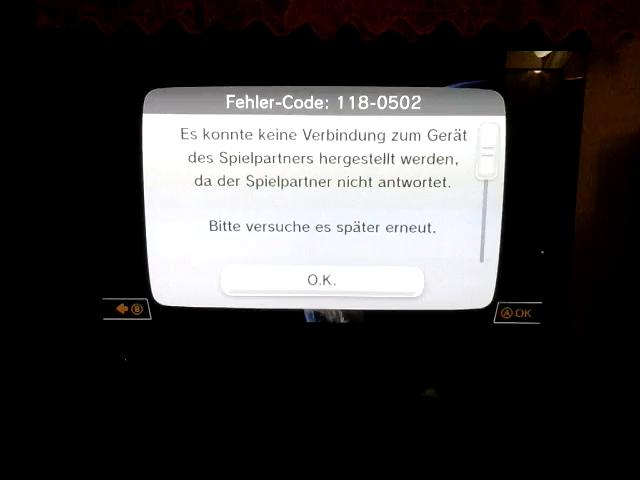 Fehler-Code: 118-0502
Es konnte keine Verbindung zum Gerät
des Spielpartners hergestellt werden,
da der Spielpartner nicht antwortet.
Bitte versuche es später erneut.
O.K.
B
A OK